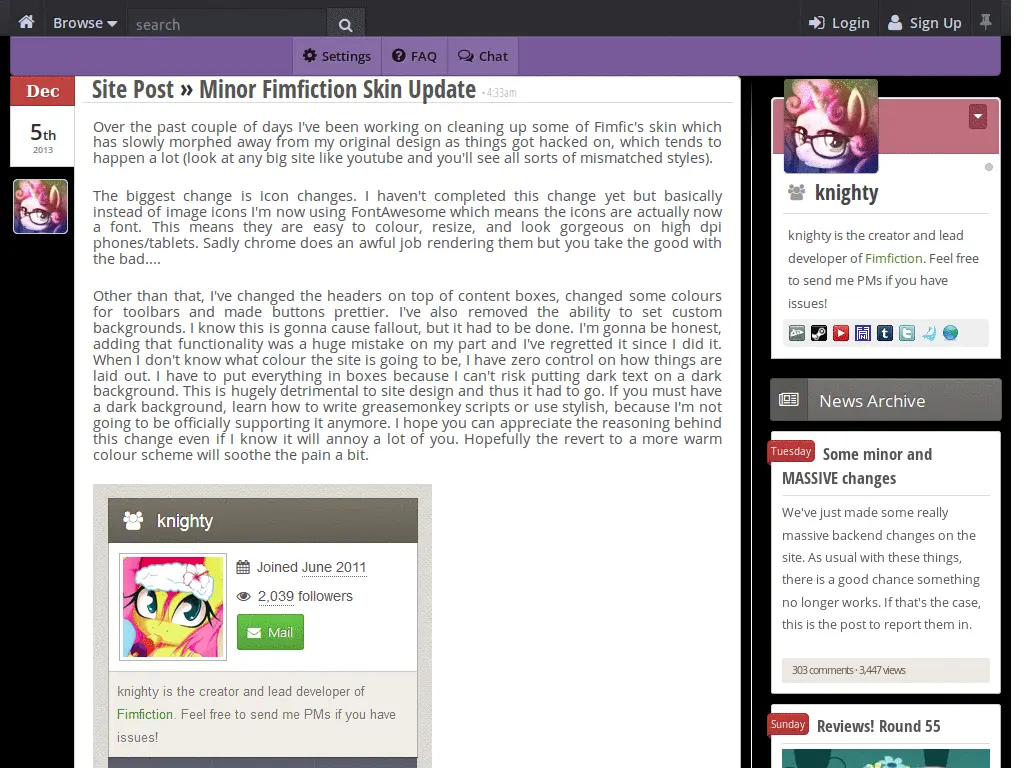 Browse
search
Login
Sign Up
Settings
FAQ
Chat
Dec
5th
2013
Site Post » Minor Fimfiction Skin Update · 4:33am
Over the past couple of days I've been working on cleaning up some of Fimfic's skin which
has slowly morphed away from my original design as things got hacked on, which tends to
happen a lot (look at any big site like youtube and you'll see all sorts of mismatched styles).
The biggest change is icon changes. I haven't completed this change yet but basically
instead of image icons I'm now using FontAwesome which means the icons are actually now
a font. This means they are easy to colour, resize, and look gorgeous on high dpi
phones/tablets. Sadly chrome does an awful job rendering them but you take the good with
the bad....
Other than that, I've changed the headers on top of content boxes, changed some colours
for toolbars and made buttons prettier. I've also removed the ability to set custom
backgrounds. I know this is gonna cause fallout, but it had to be done. I'm gonna be honest,
adding that functionality was a huge mistake on my part and I've regretted it since I did it.
When I don't know what colour the site is going to be, I have zero control on how things are
laid out. I have to put everything in boxes because I can't risk putting dark text on a dark
background. This is hugely detrimental to site design and thus it had to go. If you must have
a dark background, learn how to write greasemonkey scripts or use stylish, because I'm not
going to be officially supporting it anymore. I hope you can appreciate the reasoning behind
this change even if I know it will annoy a lot of you. Hopefully the revert to a more warm
colour scheme will soothe the pain a bit.
knighty
Joined June 2011
2,039 followers
Mail
knighty is the creator and lead developer of
Fimfiction. Feel free to send me PMs if you have
issues!
knighty
knighty is the creator and lead
developer of Fimfiction. Feel free
to send me PMs if you have
issues!
News Archive
Tuesday
Some minor and
MASSIVE changes
We've just made some really
massive backend changes on the
site. As usual with these things,
there is a good chance something
no longer works. If that's the case,
this is the post to report them in.
303 comments · 3,447 views
Sunday
Reviews! Round 55